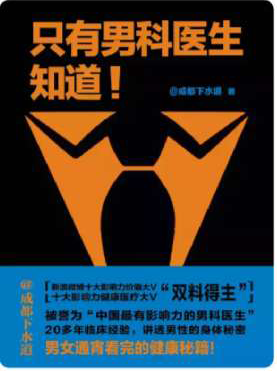 只有男科医生
知道！
@成都下水道 著
@成都下水道
新浪微博十大影响力价值大V
十大影响力健康医疗大V
“双料得主”
被誉为“中国最有影响力的男科医生”
20多年临床经验，讲透男性的身体秘密
男女通宵看完的健康秘籍！